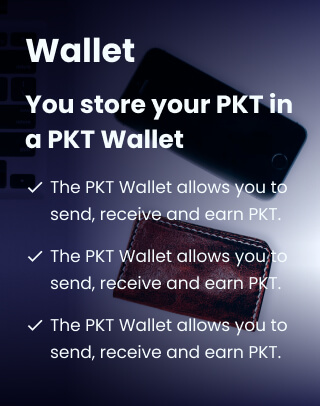 Wallet
You store your PKT in
a PKT Wallet
The PKT Wallet allows you to
send, receive and earn PKT.
The PKT Wallet allows you to
send, receive and earn PKT.
The PKT Wallet allows you to
send, receive and earn PKT.